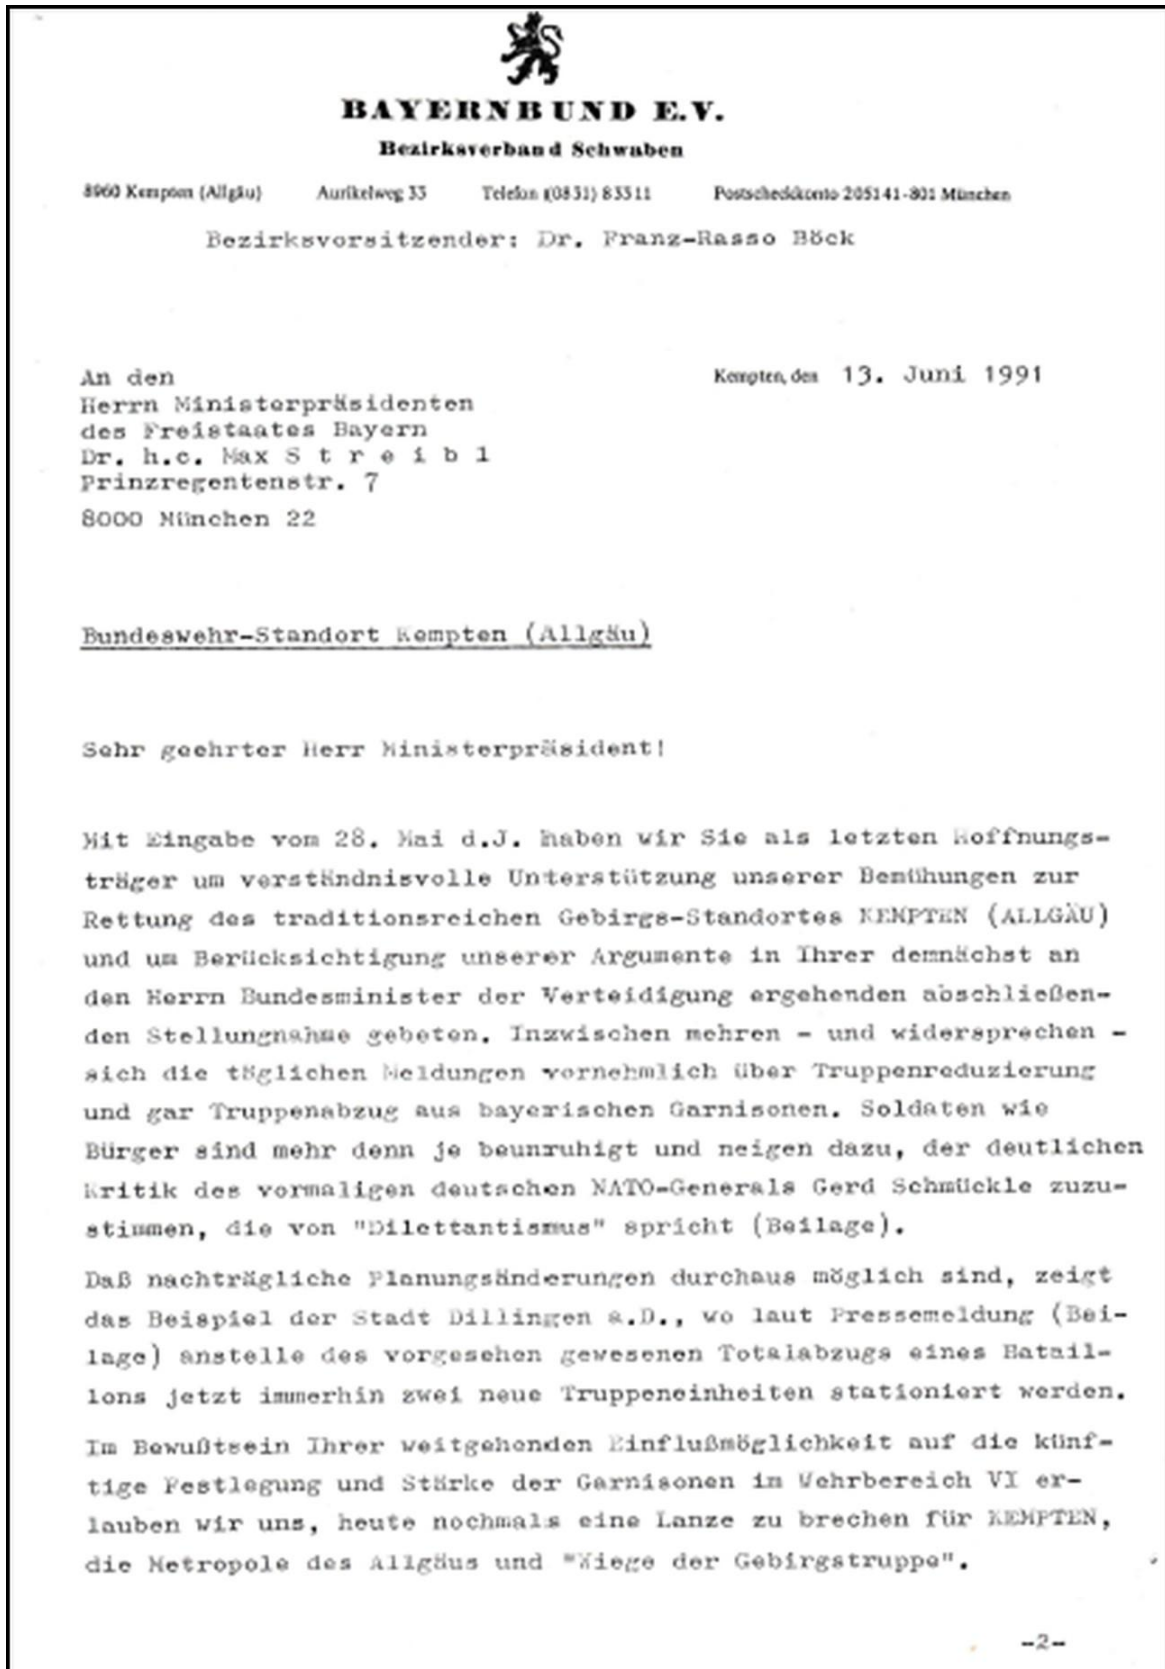 BAYERNBUND E.V.
Bezirksverband Schwaben
8960 Kempten (Allgäu) Aurikelweg 33 Telefon (0831) 83311 Postscheckkonto 205141-801 München
Bezirksvorsitzender: Dr. Franz-Rasso Böck
An den
Kempten, den 13. Juni 1991
Herrn Ministerpräsidenten
des Freistaates Bayern
Dr. h.c. Max S t r e i b l
Prinzregentenstr. 7
8000 München 22
Bundeswehr-Standort Kempten (Allgäu)
Sehr geehrter Herr Ministerpräsident!
Mit Eingabe vom 28. Mai d.J. haben wir Sie als letzten Hoffnungs-
träger um verständnisvolle Unterstützung unserer Bemühungen zur
Rettung des traditionsreichen Gebirgs-Standortes KEMPTEN (ALLGÄU)
und um Berücksichtigung unserer Argumente in Ihrer demnächst an
den Herrn Bundesminister der Verteidigung ergehenden abschließen-
den Stellungnahme gebeten. Inzwischen mehren - und widersprechen -
sich die täglichen Meldungen vornehmlich über Truppenreduzierung
und gar Truppenabzug aus bayerischen Garnisonen. Soldaten wie
Bürger sind mehr denn je beunruhigt und neigen dazu, der deutlichen
Kritik des vormaligen deutschen NATO-Generals Gerd Schmückle zuzu-
stimmen, die von "Dilettantismus" spricht (Beilage).
Daß nachträgliche Planungsänderungen durchaus möglich sind, zeigt
das Beispiel der Stadt Dillingen a.D., wo laut Pressemeldung (Bei-
lage) anstelle des vorgesehen gewesenen Totalabzugs eines Batail-
lons jetzt immerhin zwei neue Truppeneinheiten stationiert werden.
Im Bewußtsein Ihrer weitgehenden Einflußmöglichkeit auf die künf-
tige Festlegung und Stärke der Garnisonen im Wehrbereich VI er-
lauben wir uns, heute nochmals eine Lanze zu brechen für KEMPTEN,
die Metropole des Allgäus und "Wiege der Gebirgstruppe".
--2--